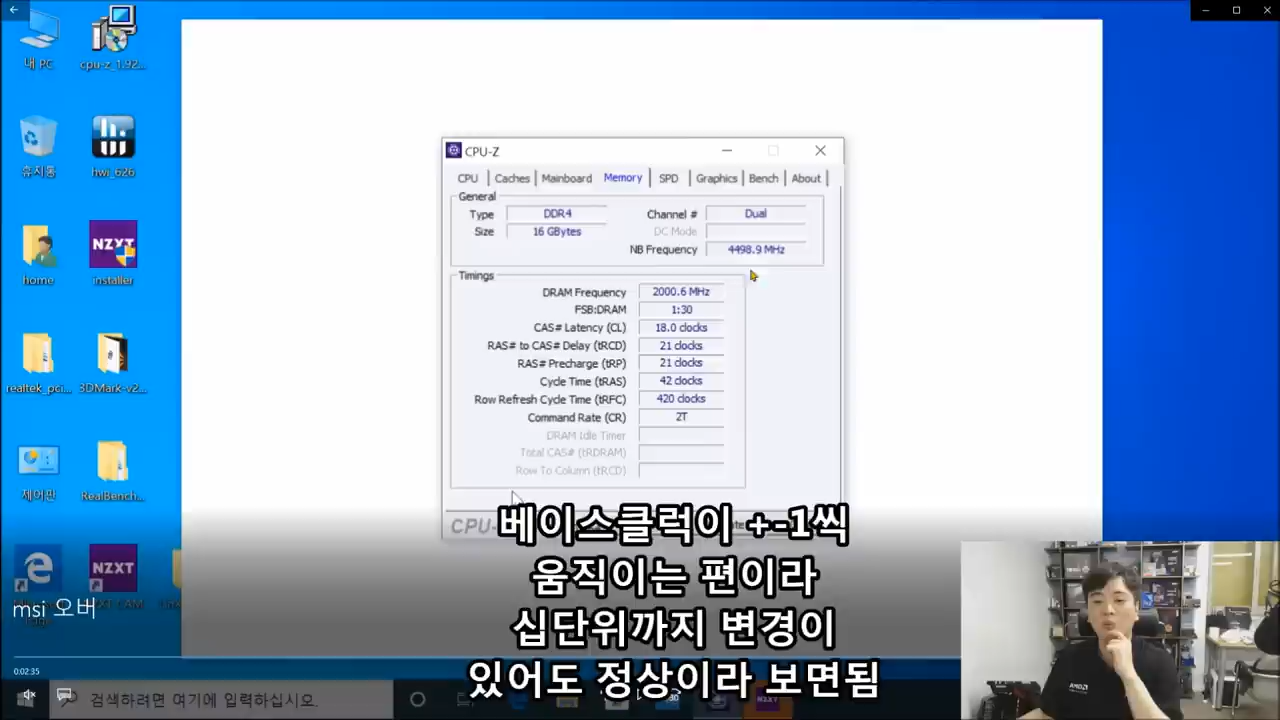 내 PC
cpu-z_1.92...
휴지통
hwi_626
NZXT
home
installer
realtek_pci...
3DMark-v2...
제어판
RealBench...
NZXT
NZXT CAM
msi 오버
0:02:35
검색하려면 여기에 입력하십시오.
NZXT
CPU-Z
CPU
Caches
Mainboard
Memory
SPD
Graphics
Bench
About
General
Type DDR4
Channel # Dual
Size 16 GBytes
DC Mode
NB Frequency 4498.9 MHz
Timings
DRAM Frequency 2000.6 MHz
FSB:DRAM 1:30
CAS# Latency (CL) 18.0 clocks
RAS# to CAS# Delay (tRCD) 21 clocks
RAS# Precharge (tRP) 21 clocks
Cycle Time (tRAS) 42 clocks
Row Refresh Cycle Time (tRFC) 420 clocks
Command Rate (CR) 2T
DRAM Idle Timer
Total CAS# (tRDRAM)
Row To Column (tRCD)
베이스클럭이 +-1씩
움직이는 편이라
십단위까지 변경이
있어도 정상이라 보면됨
AMD